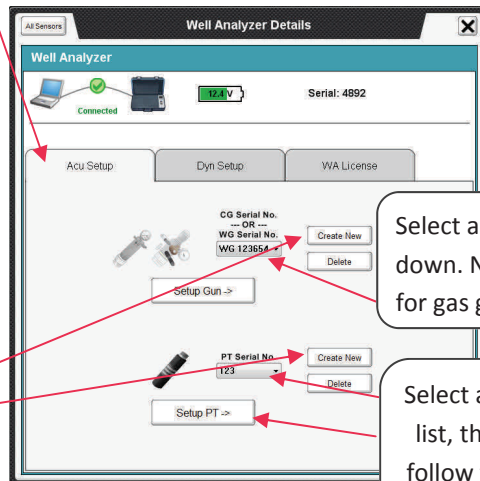 All Sensors
Well Analyzer Details
X
Well Analyzer
12.4 V
Serial: 4892
Connected
Acu Setup
Dyn Setup
WA License
CG Serial No.
--- OR ---
WG Serial No.
WG 123654
Create New
Delete
Setup Gun ->
Select a
down. N
for gas g
PT Serial No.
123
Create New
Delete
Setup PT ->
Select a
list, th
follow